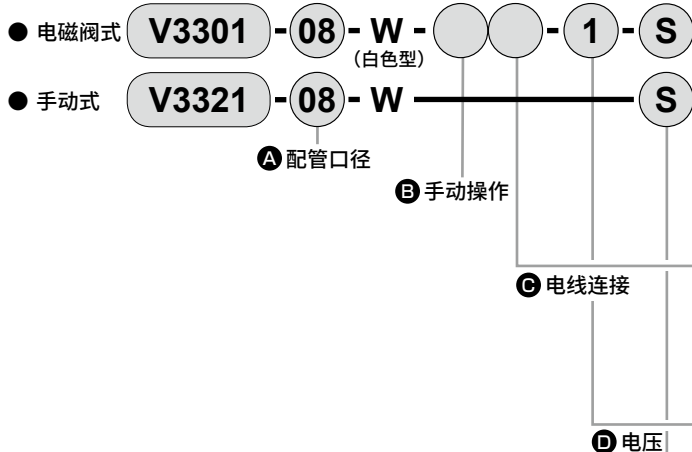 ● 电磁阀式 V3301 - 08 - W - - 1 - S
（白色型）
● 手动式 V3321 - 08 - W S
A 配管口径
B 手动操作
C 电线连接
D 电压